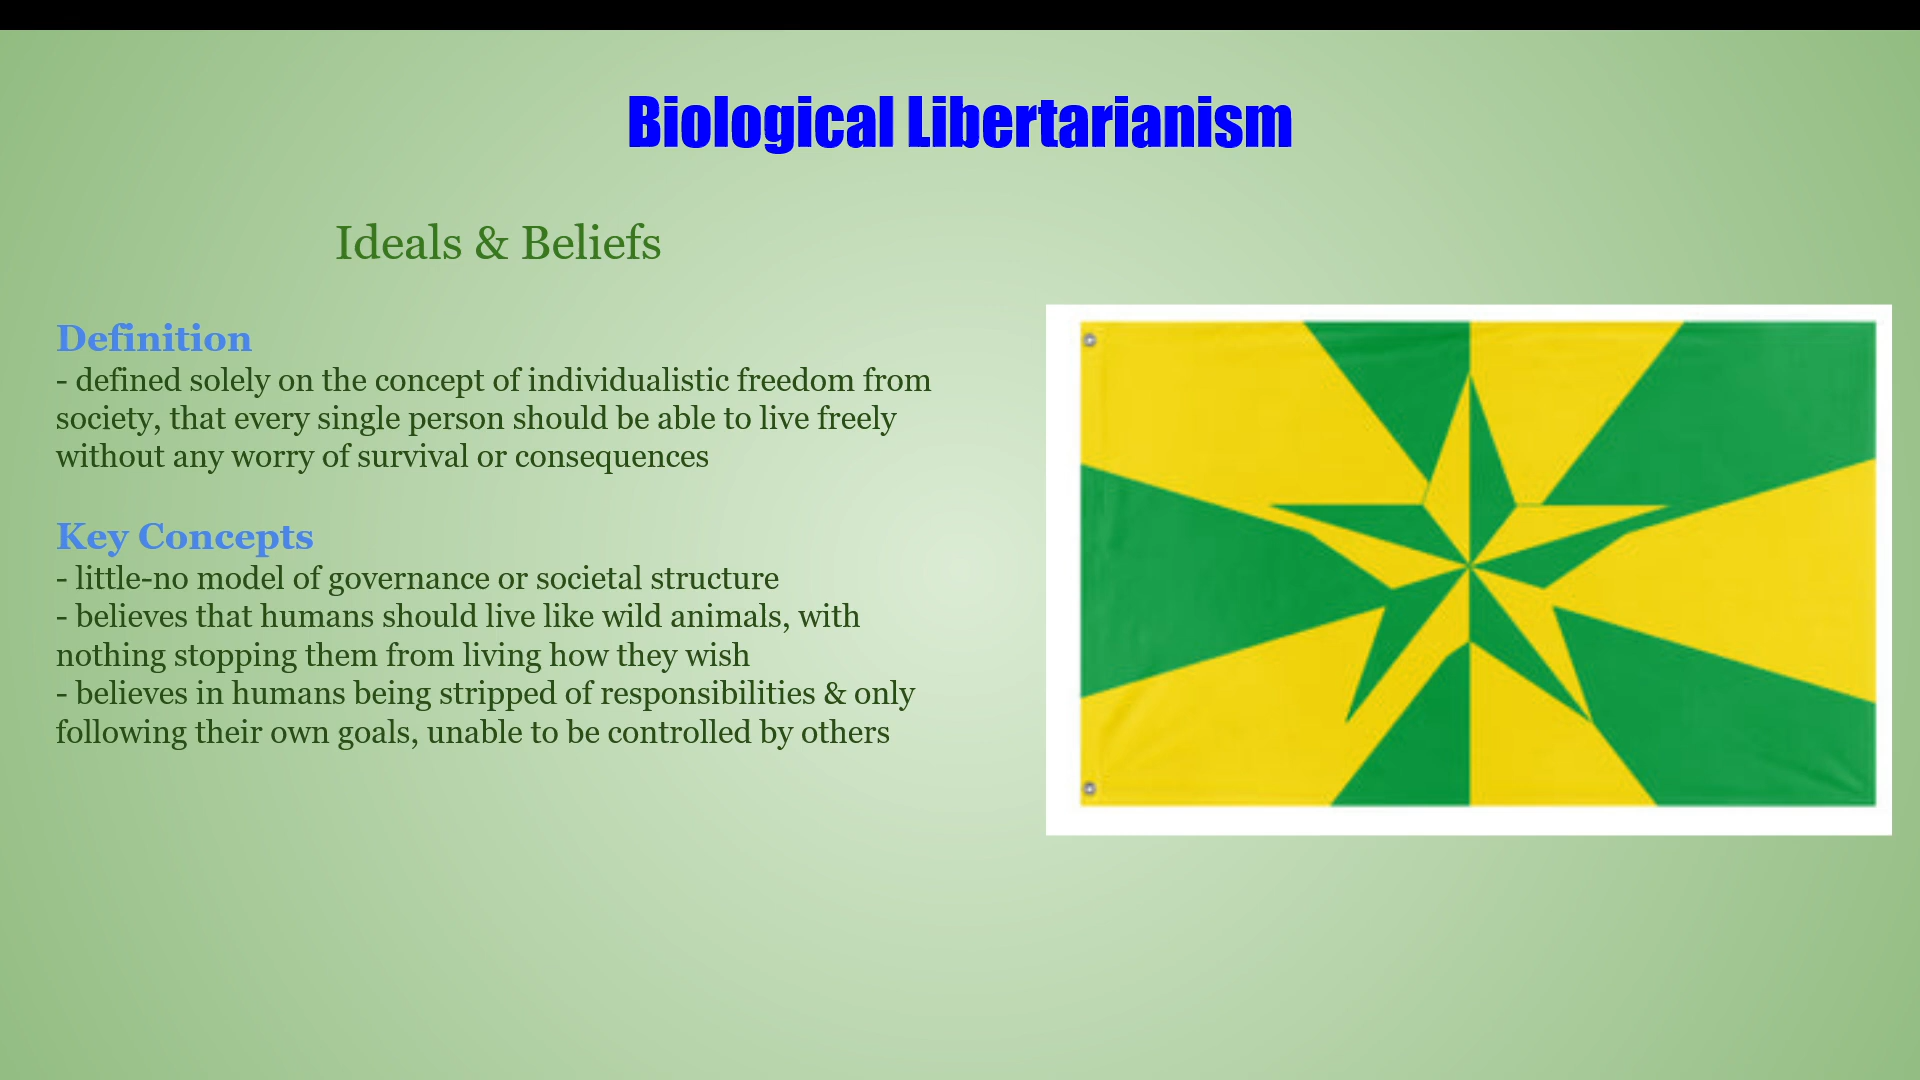 Biological Libertarianism
Ideals & Beliefs
Definition
- defined solely on the concept of individualistic freedom from
society, that every single person should be able to live freely
without any worry of survival or consequences
Key Concepts
- little-no model of governance or societal structure
- believes that humans should live like wild animals, with
nothing stopping them from living how they wish
- believes in humans being stripped of responsibilities & only
following their own goals, unable to be controlled by others